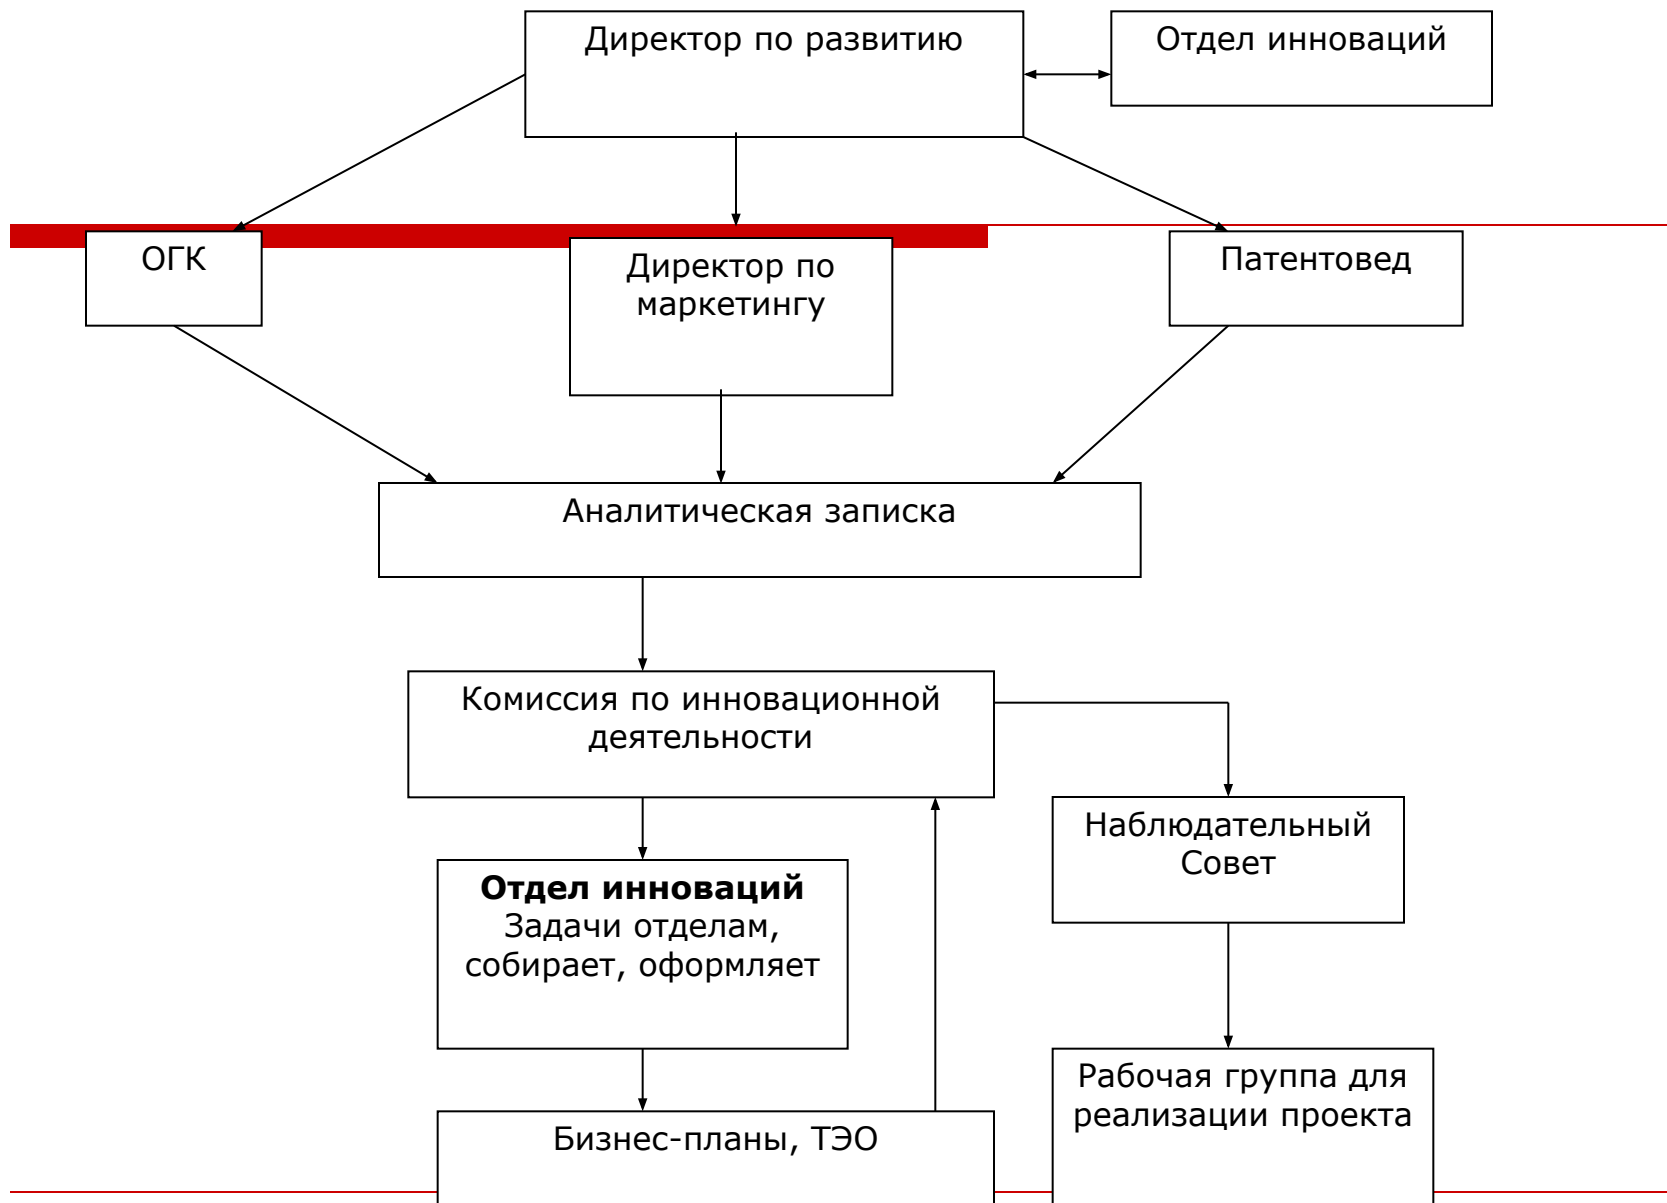 Директор по развитию
Отдел инноваций
ОГК
Директор по
маркетингу
Патентовед
Аналитическая записка
Комиссия по инновационной
деятельности
Наблюдательный
Совет
Отдел инноваций
Задачи отделам,
собирает, оформляет
Рабочая группа для
реализации проекта
Бизнес-планы, ТЭО